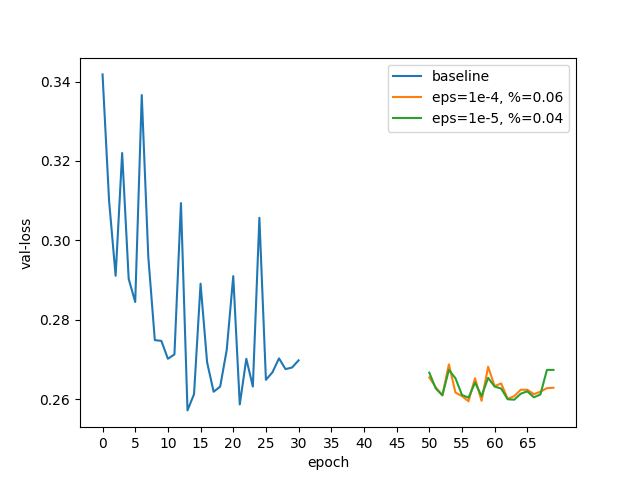 baseline
eps=1e-4, %=0.06
eps=1e-5, %=0.04
0.34
0.32
0.30
0.28
0.26
val-loss
0 5 10 15 20 25 30 35 40 45 50 55 60 65
epoch